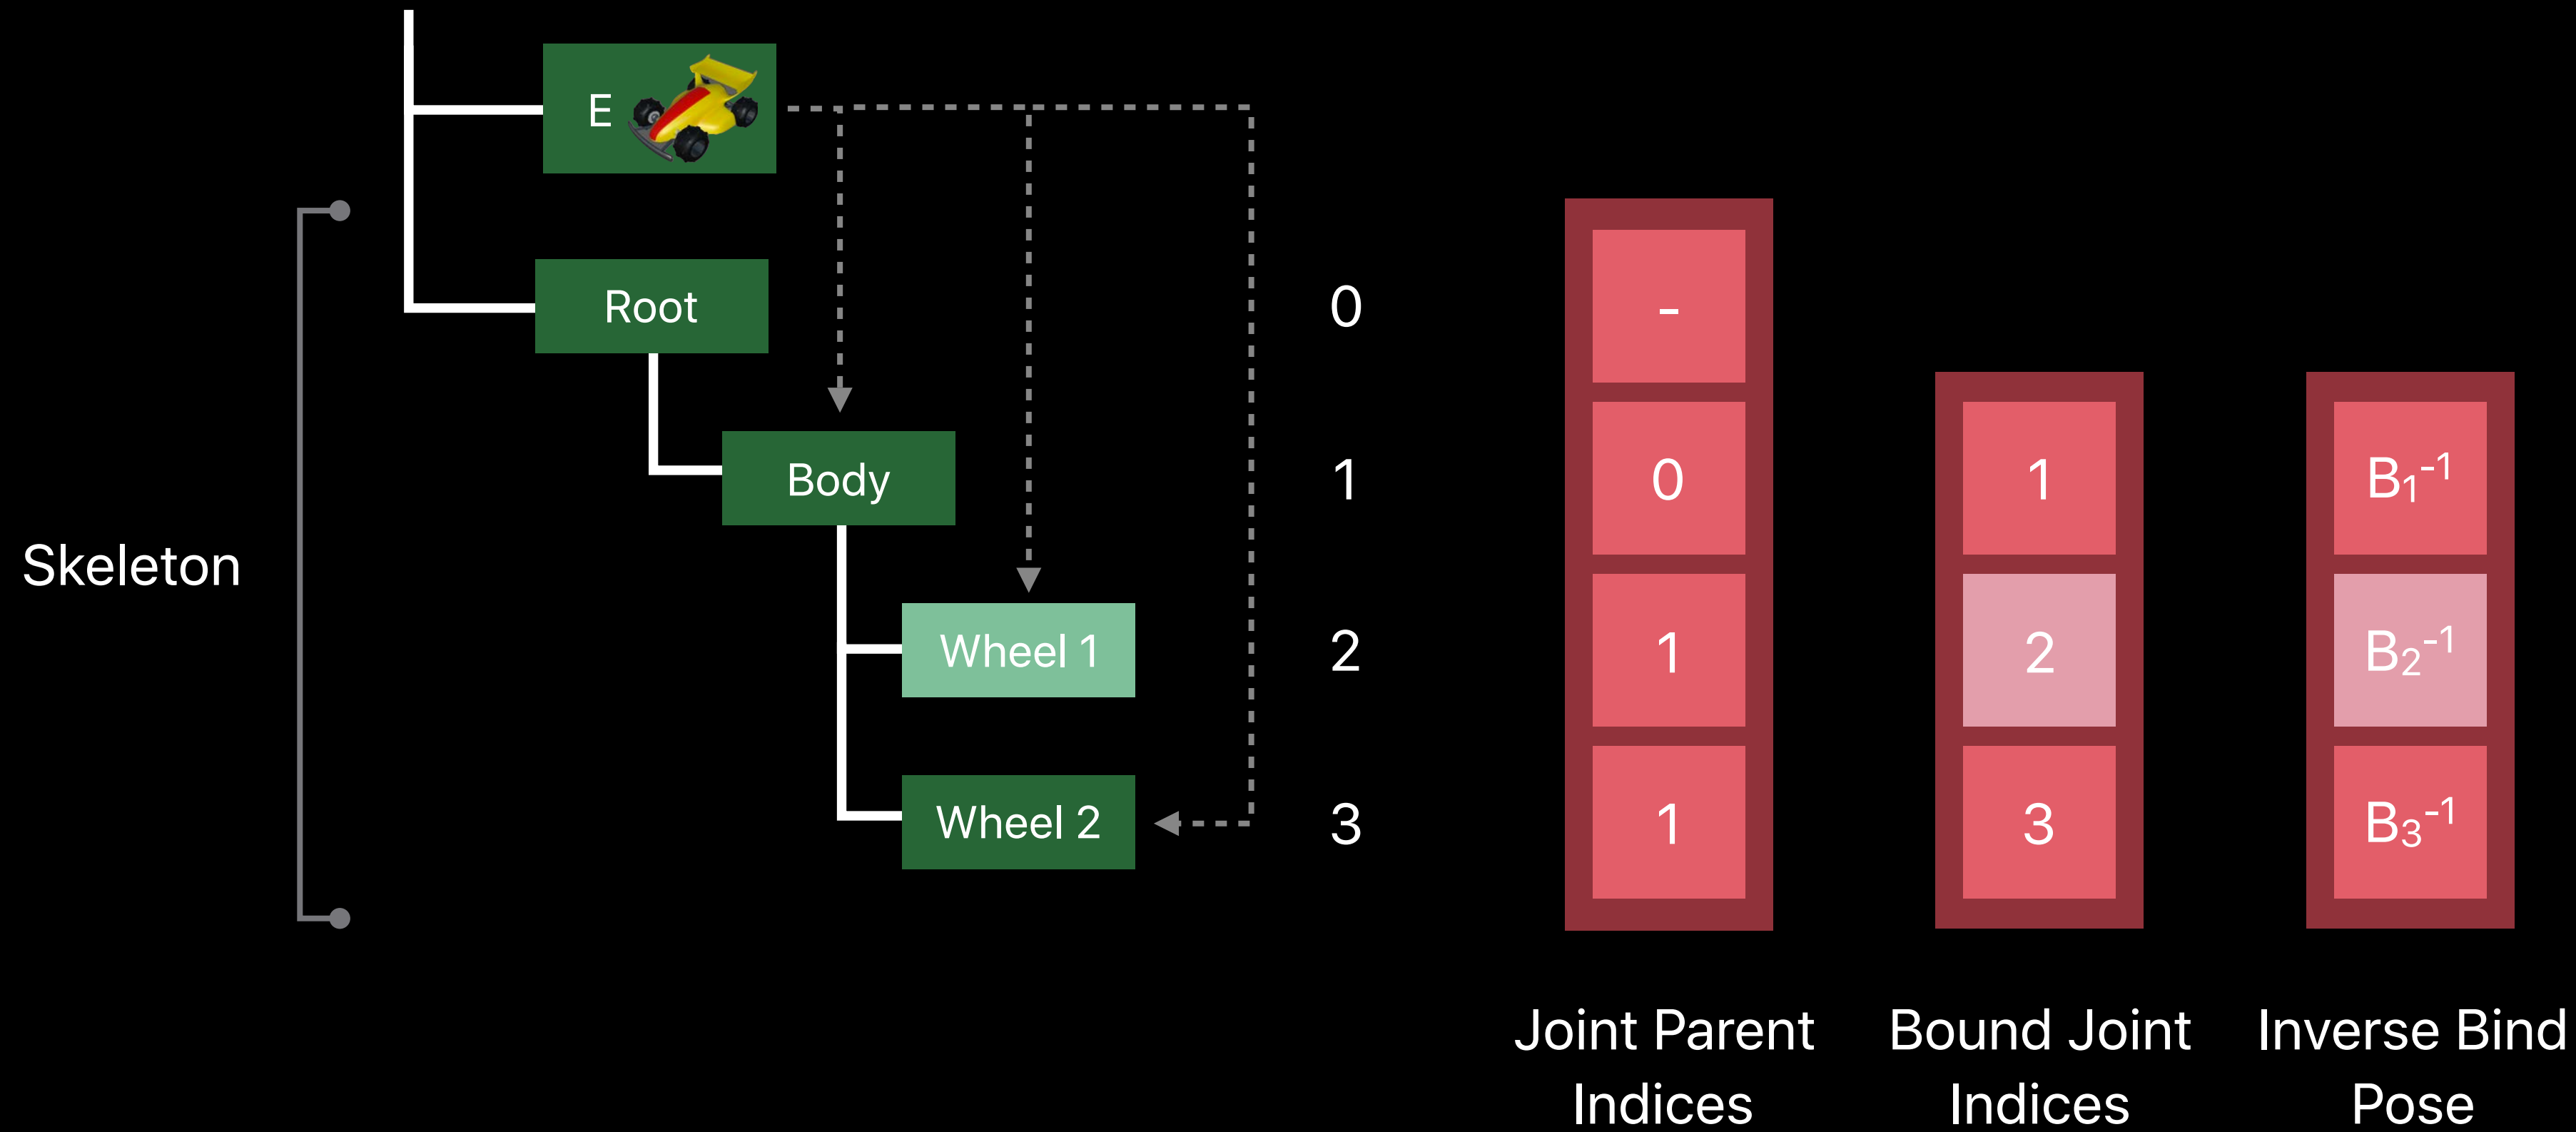 E
Root
0
-
Body
1
0
1
B₁⁻¹
Skeleton
Wheel 1
2
1
2
B₂⁻¹
Wheel 2
3
1
3
B₃⁻¹
Joint Parent
Indices
Bound Joint
Indices
Inverse Bind
Pose